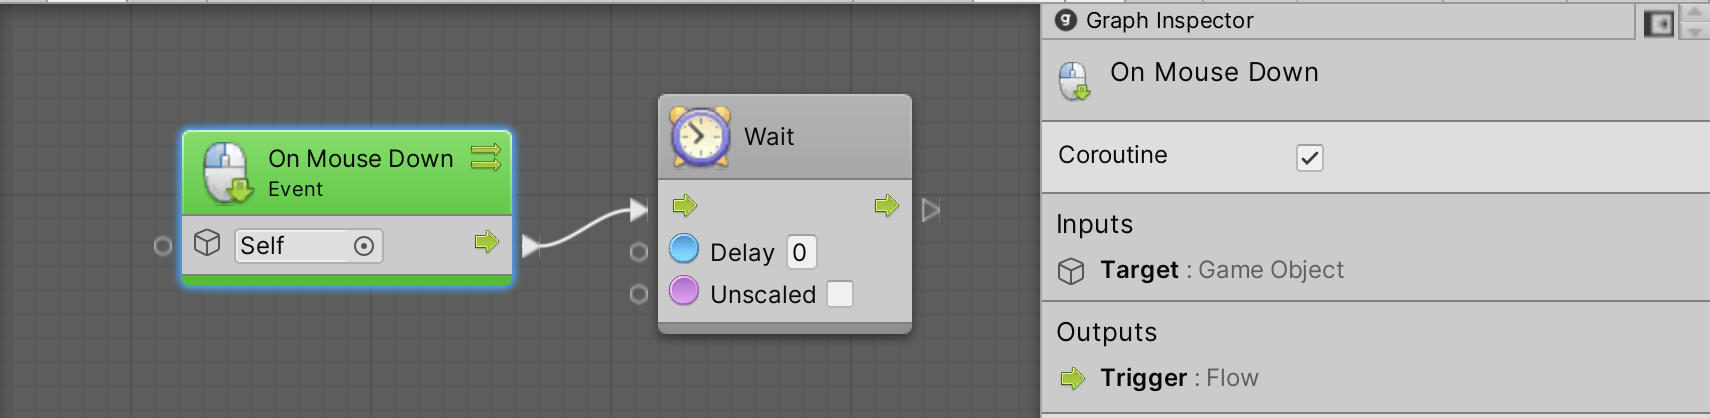 On Mouse Down
Event
Self
Wait
Delay 0
Unscaled
Graph Inspector
On Mouse Down
Coroutine
Inputs
Target : Game Object
Outputs
Trigger : Flow